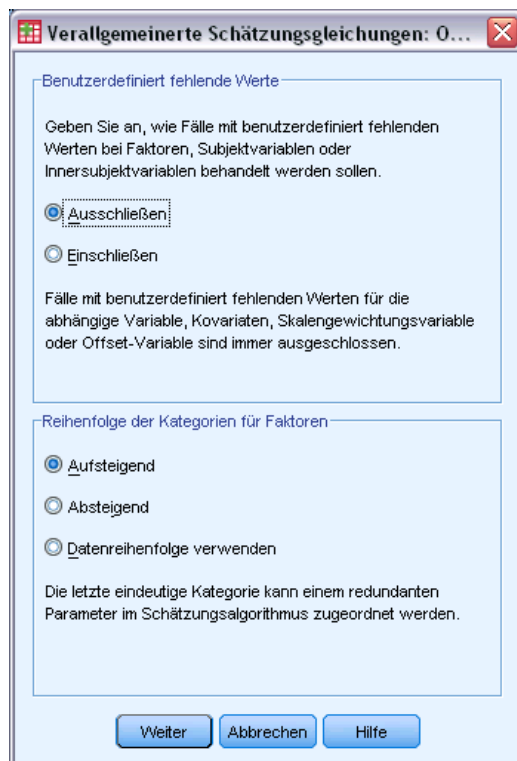 Verallgemeinerte Schätzungsgleichungen: O...
Benutzerdefiniert fehlende Werte
Geben Sie an, wie Fälle mit benutzerdefiniert fehlenden
Werten bei Faktoren, Subjektvariablen oder
Innersubjektvariablen behandelt werden sollen.
Ausschließen
Einschließen
Fälle mit benutzerdefiniert fehlenden Werten für die
abhängige Variable, Kovariaten, Skalengewichtungsvariable
oder Offset-Variable sind immer ausgeschlossen.
Reihenfolge der Kategorien für Faktoren
Aufsteigend
Absteigend
Datenreihenfolge verwenden
Die letzte eindeutige Kategorie kann einem redundanten
Parameter im Schätzungsalgorithmus zugeordnet werden.
Weiter Abbrechen Hilfe